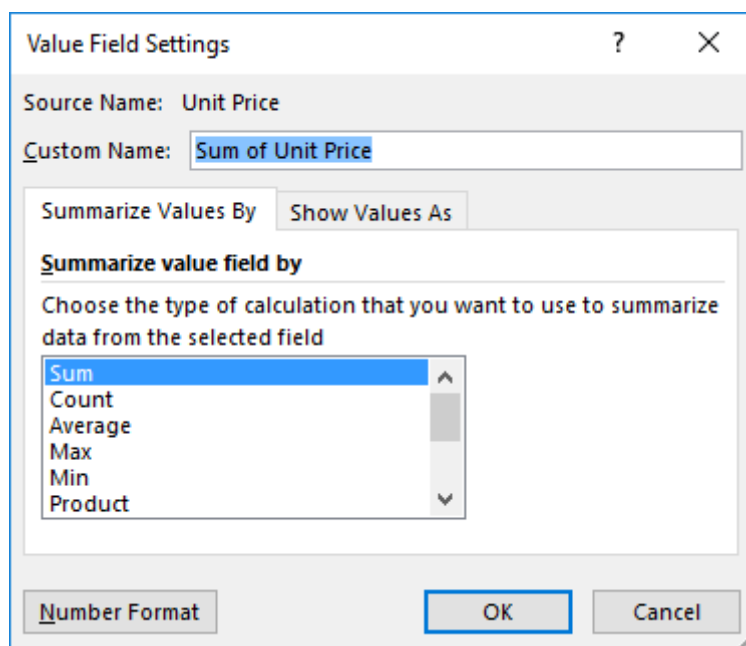 Value Field Settings ? ×
Source Name: Unit Price
Custom Name: Sum of Unit Price
Summarize Values By Show Values As
Summarize value field by
Choose the type of calculation that you want to use to summarize
data from the selected field
Sum
Count
Average
Max
Min
Product
Number Format OK Cancel